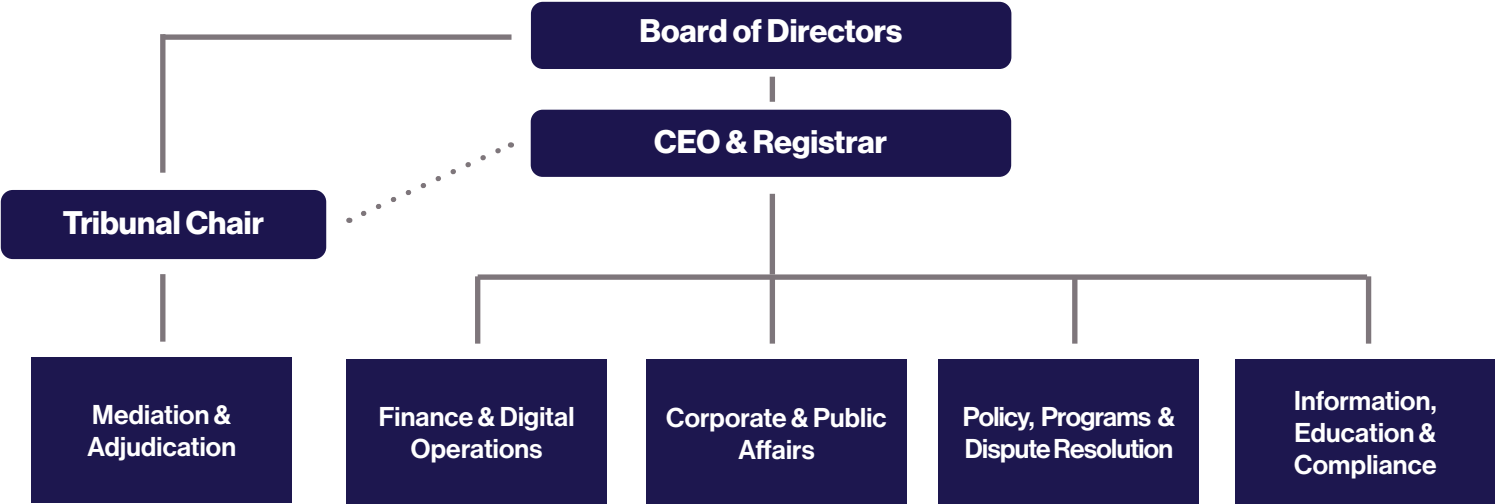 Board of Directors
CEO & Registrar
Tribunal Chair
Mediation &
Adjudication
Finance & Digital
Operations
Corporate & Public
Affairs
Policy, Programs &
Dispute Resolution
Information,
Education &
Compliance